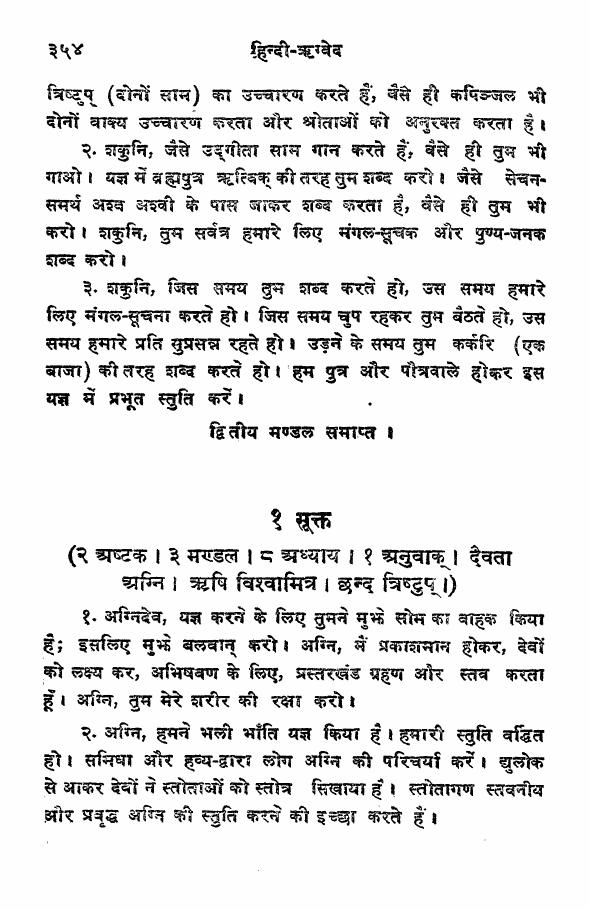 ३५४ हिन्दी-ऋग्वेद
त्रिष्टुप् (दोनों साम) का उच्चारण करते हैं, वैसे ही कपिञ्जल भी
दोनों वाक्य उच्चारण करता और श्रोताओं को अनुरक्त करता है।
२. शकुनि, जैसे उद्गीता साम गान करते हैं, वैसे ही तुम भी
गाओ। यज्ञ में ब्रह्मपुत्र ऋत्विक् की तरह तुम शब्द करो। जैसे सेचन-
समर्थ अश्व अश्वी के पास जाकर शब्द करता है, वैसे ही तुम भी
करो। शकुनि, तुम सर्वत्र हमारे लिए मंगल-सूचक और पुण्य-जनक
शब्द करो।
३. शकुनि, जिस समय तुम शब्द करते हो, उस समय हमारे
लिए मंगल-सूचना करते हो। जिस समय चुप रहकर तुम बैठते हो, उस
समय हमारे प्रति सुप्रसन्न रहते हो। उड़ने के समय तुम कर्करि (एक
बाजा) की तरह शब्द करते हो। हम पुत्र और पौत्रवाले होकर इस
यज्ञ में प्रभूत स्तुति करें।
द्वितीय मण्डल समाप्त।
१ सूक्त
(२ अष्टक। ३ मण्डल। ८ अध्याय। १ अनुवाक्। देवता
अग्नि। ऋषि विश्वामित्र। छन्द त्रिष्टुप्।)
१. अग्निदेव, यज्ञ करने के लिए तुमने मुझे सोम का वाहक किया
है; इसलिए मुझे बलवान् करो। अग्नि, मैं प्रकाशमान होकर, देवों
को लक्ष्य कर, अभिषवण के लिए, प्रस्तरखंड ग्रहण और स्तव करता
हूँ। अग्नि, तुम मेरे शरीर की रक्षा करो।
२. अग्नि, हमने भली भाँति यज्ञ किया है। हमारी स्तुति वर्द्धित
हो। समिधा और हव्य-द्वारा लोग अग्नि की परिचर्या करें। द्युलोक
से आकर देवों ने स्तोताओं को स्तोत्र सिखाया है। स्तोतागण स्तवनीय
और प्रवृद्ध अग्नि की स्तुति करने की इच्छा करते हैं।